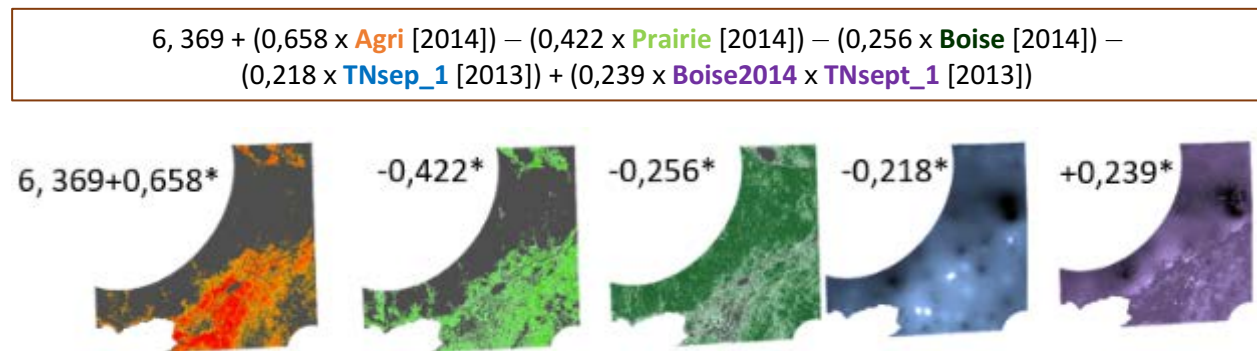 6, 369 + (0,658 x Agri [2014]) – (0,422 x Prairie [2014]) – (0,256 x Boise [2014]) –
(0,218 x TNsep_1 [2013]) + (0,239 x Boise2014 x TNsept_1 [2013])
6, 369+0,658* -0,422* -0,256* -0,218* +0,239*